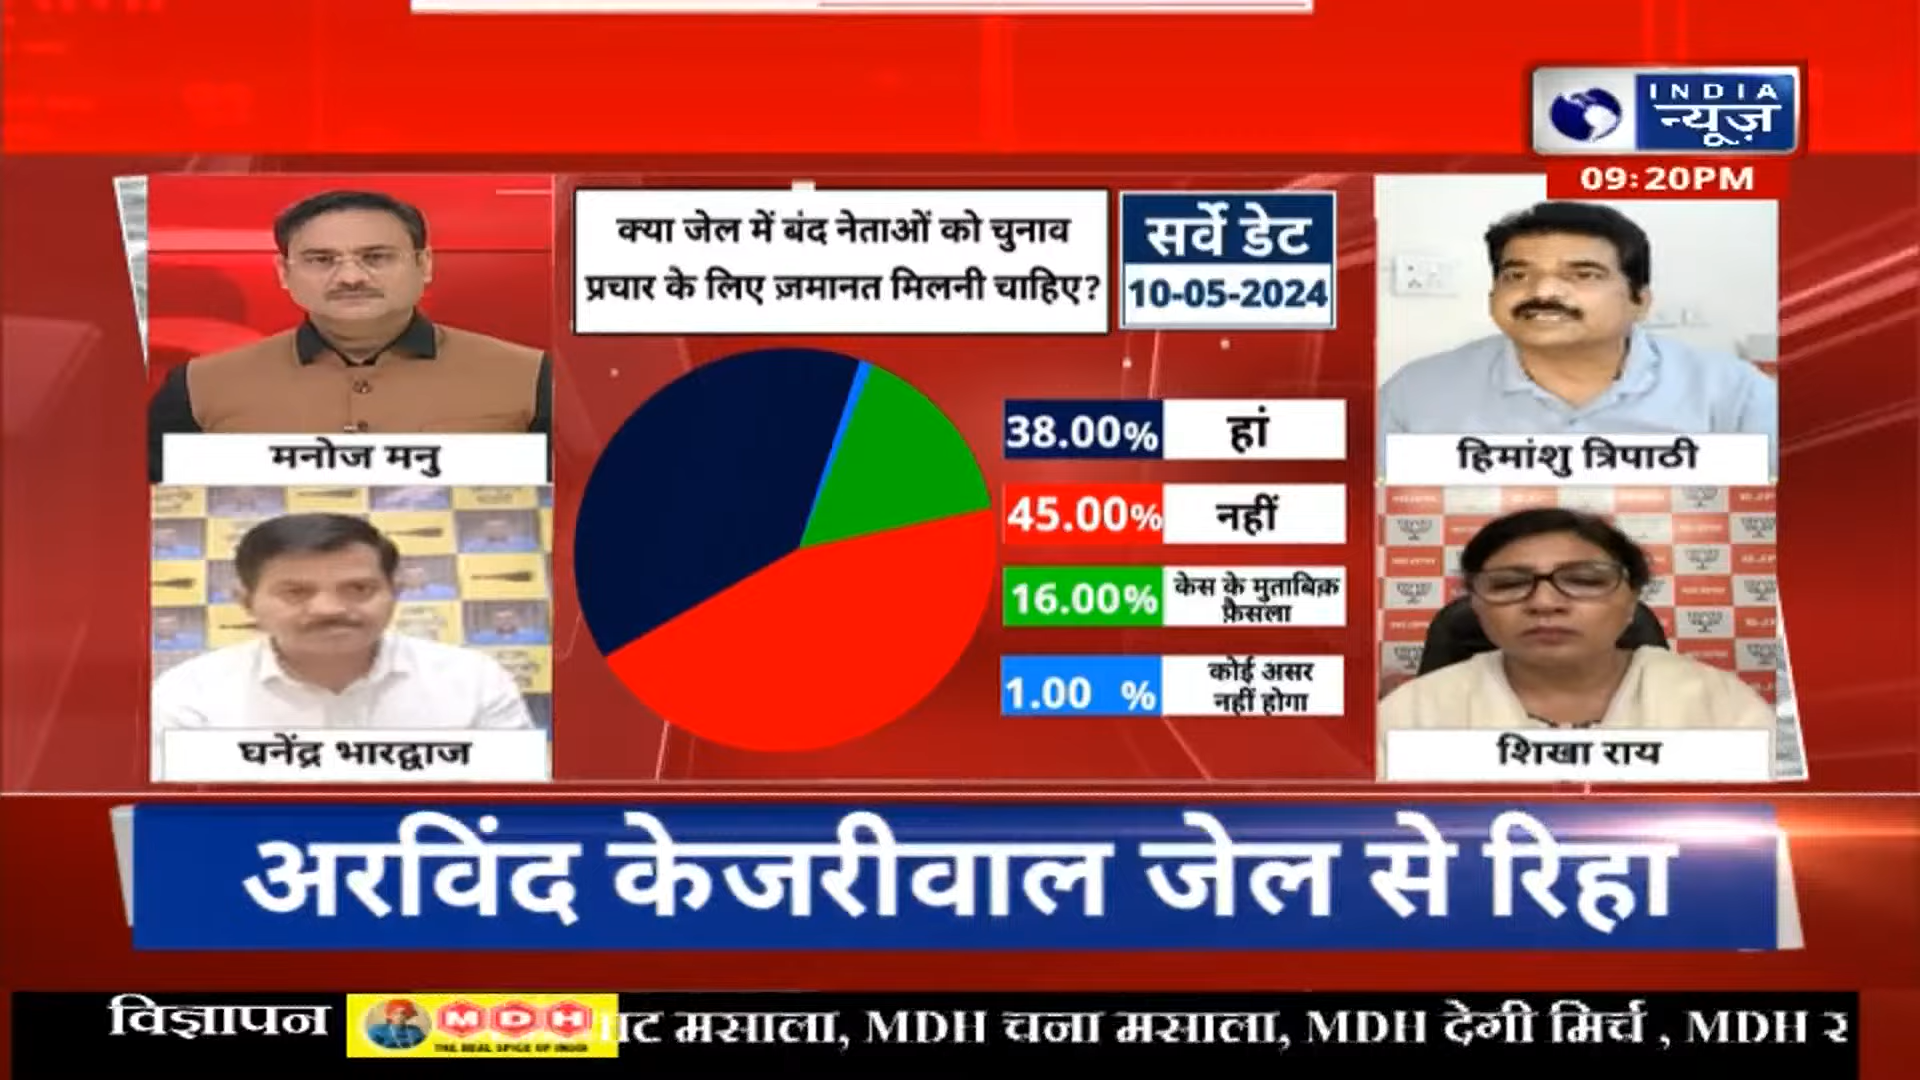 INDIA
न्यूज़
09:20PM
क्या जेल में बंद नेताओं को चुनाव
प्रचार के लिए ज़मानत मिलनी चाहिए?
सर्वे डेट
10-05-2024
38.00% हां
45.00% नहीं
16.00% केस के मुताबिक़
फ़ैसला
1.00 % कोई असर
नहीं होगा
मनोज मनु
हिमांशु त्रिपाठी
घनेंद्र भारद्वाज
शिखा राय
अरविंद केजरीवाल जेल से रिहा
विज्ञापन MDH मसाला, MDH चना मसाला, MDH देगी मिर्च , MDH
THE REAL SPICE OF INDIA